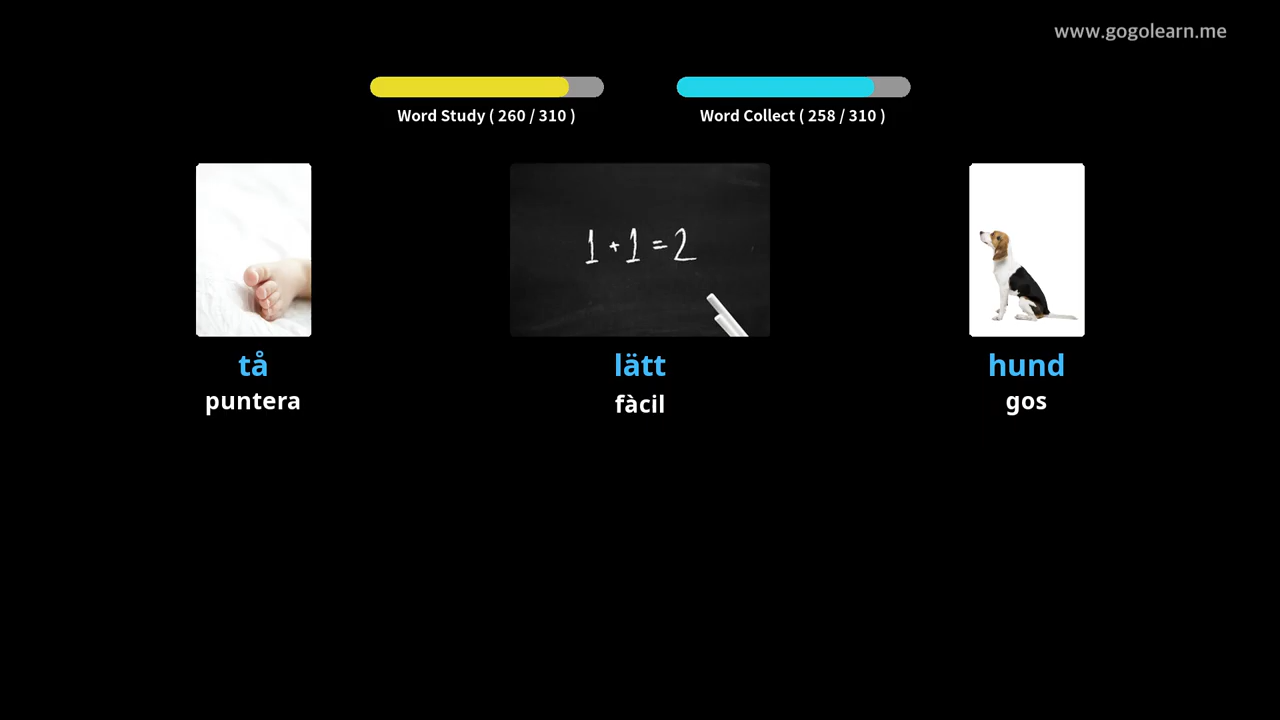 www.gogolearn.me
Word Study ( 260 / 310 )
Word Collect ( 258 / 310 )
1 + 1 = 2
tå
puntera
lätt
fàcil
hund
gos